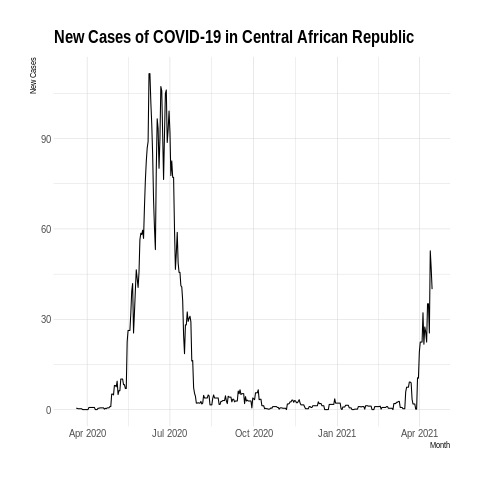 New Cases of COVID-19 in Central African Republic
New Cases
90
60
30
0
Apr 2020 Jul 2020 Oct 2020 Jan 2021 Apr 2021
Month